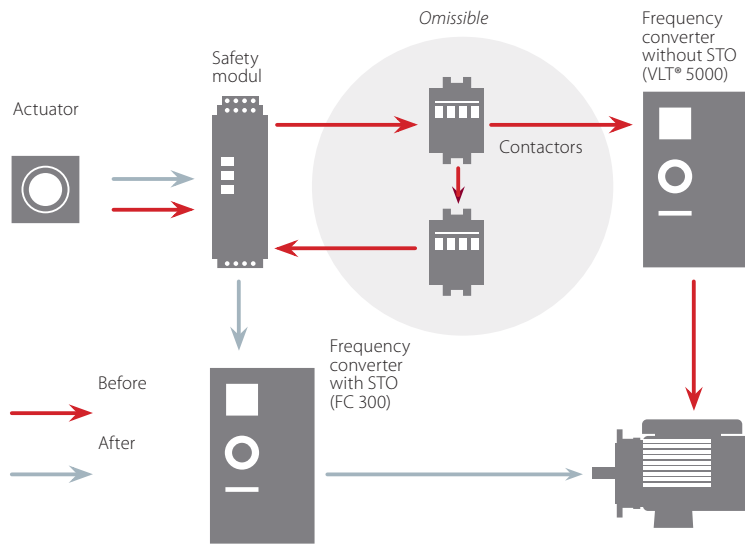 Omissible
Frequency
converter
without STO
(VLT® 5000)
Safety
modul
Actuator
Contactors
Frequency
converter
with STO
(FC 300)
Before
After